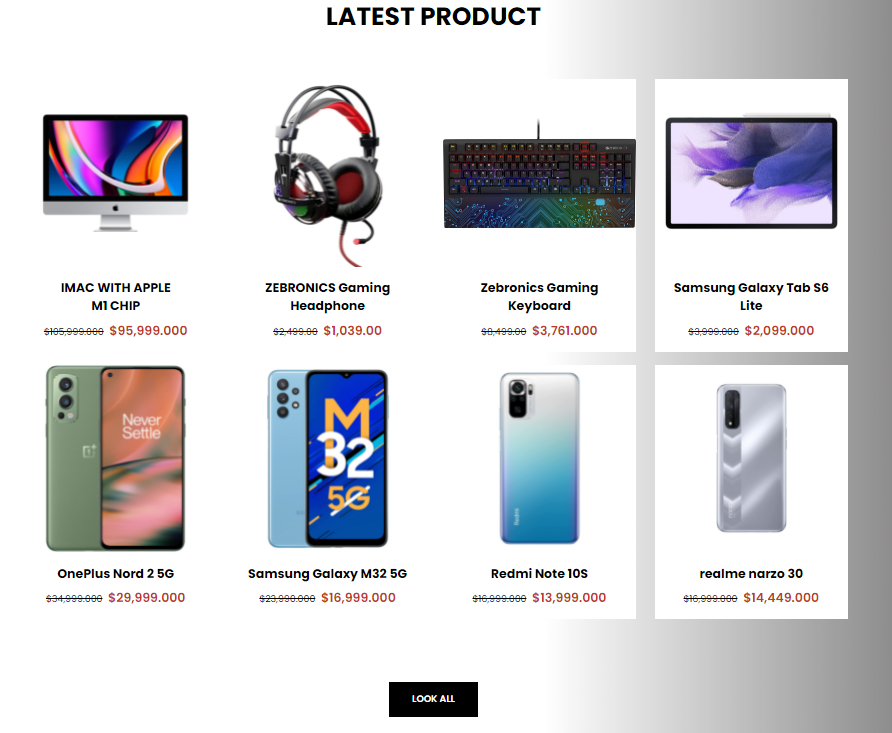 LATEST PRODUCT
IMAC WITH APPLE
M1 CHIP
$105,999.000 $95,999.000
ZEBRONICS Gaming
Headphone
$2,499.00 $1,039.00
Zebronics Gaming
Keyboard
$8,499.00 $3,761.000
Samsung Galaxy Tab S6
Lite
$3,999.000 $2,099.000
Never
Settle
OnePlus Nord 2 5G
$34,999.000 $29,999.000
M
32
5G
Samsung Galaxy M32 5G
$23,990.000 $16,999.000
Redmi
Redmi Note 10S
$16,999.000 $13,999.000
realme narzo 30
$16,999.000 $14,449.000
LOOK ALL